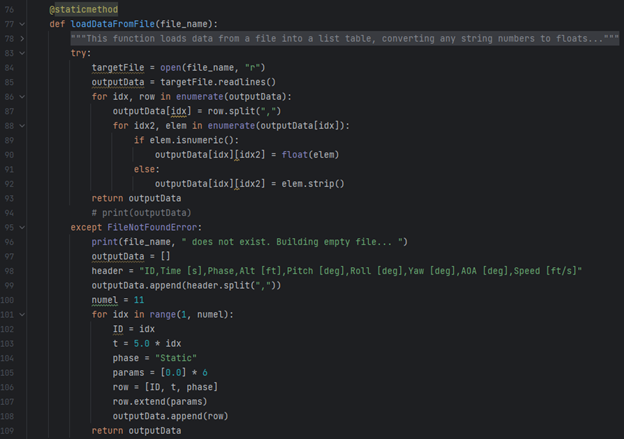 76 @staticmethod
77 def loadDataFromFile(file_name):
78 """This function loads data from a file into a list table, converting any string numbers to floats..."""
83 try:
84 targetFile = open(file_name, "r")
85 outputData = targetFile.readlines()
86 for idx, row in enumerate(outputData):
87 outputData[idx] = row.split(",")
88 for idx2, elem in enumerate(outputData[idx]):
89 if elem.isnumeric():
90 outputData[idx][idx2] = float(elem)
91 else:
92 outputData[idx][idx2] = elem.strip()
93 return outputData
94 # print(outputData)
95 except FileNotFoundError:
96 print(file_name, " does not exist. Building empty file... ")
97 outputData = []
98 header = "ID,Time [s],Phase,Alt [ft],Pitch [deg],Roll [deg],Yaw [deg],AOA [deg],Speed [ft/s]"
99 outputData.append(header.split(","))
100 numel = 11
101 for idx in range(1, numel):
102 ID = idx
103 t = 5.0 * idx
104 phase = "Static"
105 params = [0.0] * 6
106 row = [ID, t, phase]
107 row.extend(params)
108 outputData.append(row)
109 return outputData